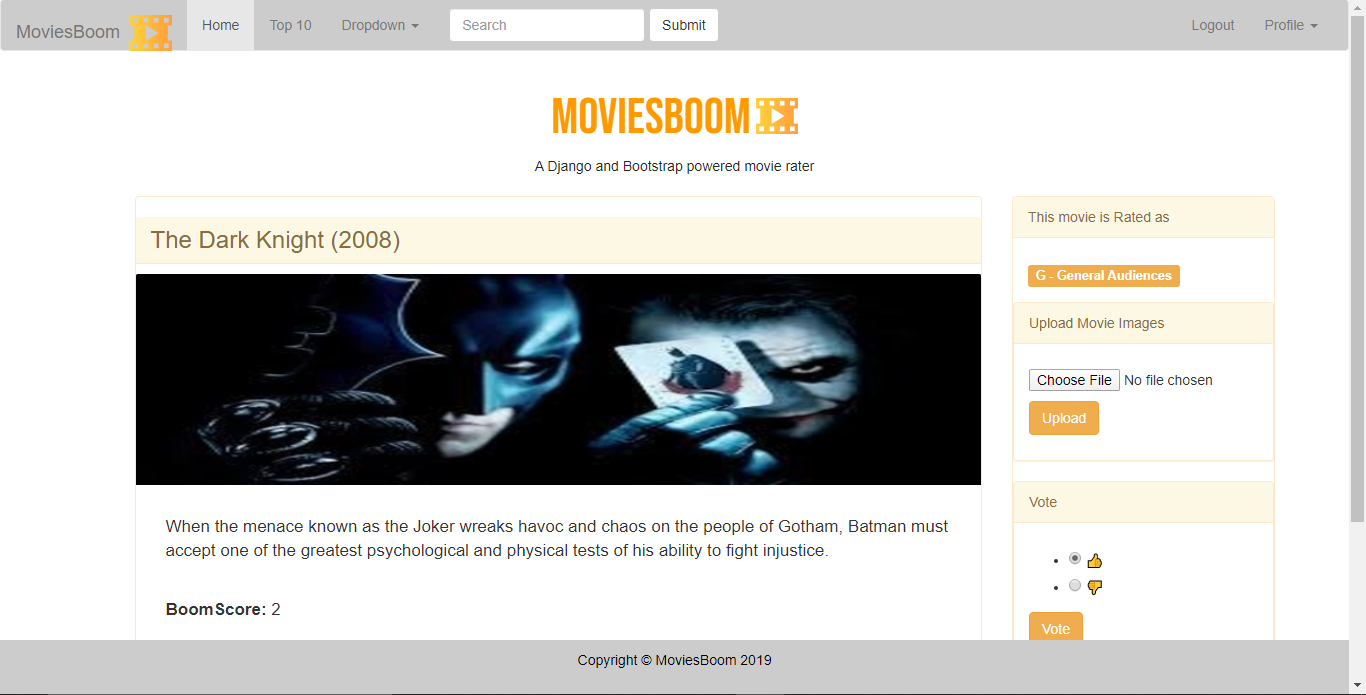 MoviesBoom
Home
Top 10
Dropdown
Search
Submit
Logout
Profile
MOVIESBOOM
A Django and Bootstrap powered movie rater
The Dark Knight (2008)
When the menace known as the Joker wreaks havoc and chaos on the people of Gotham, Batman must
accept one of the greatest psychological and physical tests of his ability to fight injustice.
BoomScore: 2
This movie is Rated as
G - General Audiences
Upload Movie Images
Choose File No file chosen
Upload
Vote
Vote
Copyright © MoviesBoom 2019